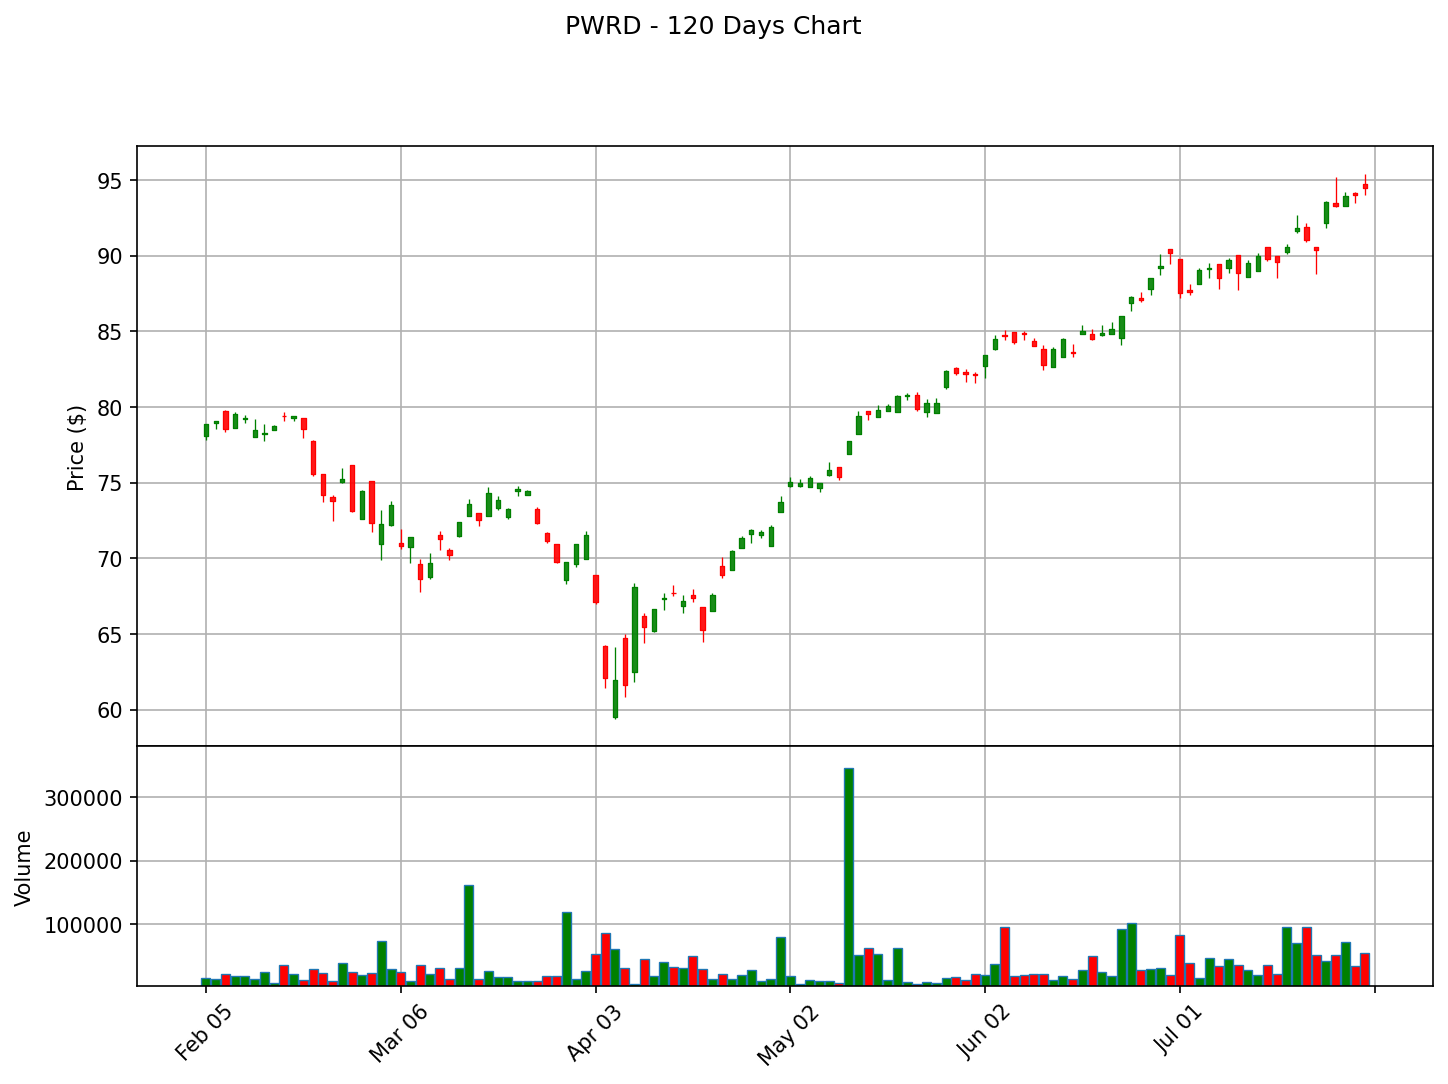 PWRD - 120 Days Chart
95
90
85
80
75
70
65
60
Price ($)
300000
200000
100000
Volume
Feb 05
Mar 06
Apr 03
May 02
Jun 02
Jul 01